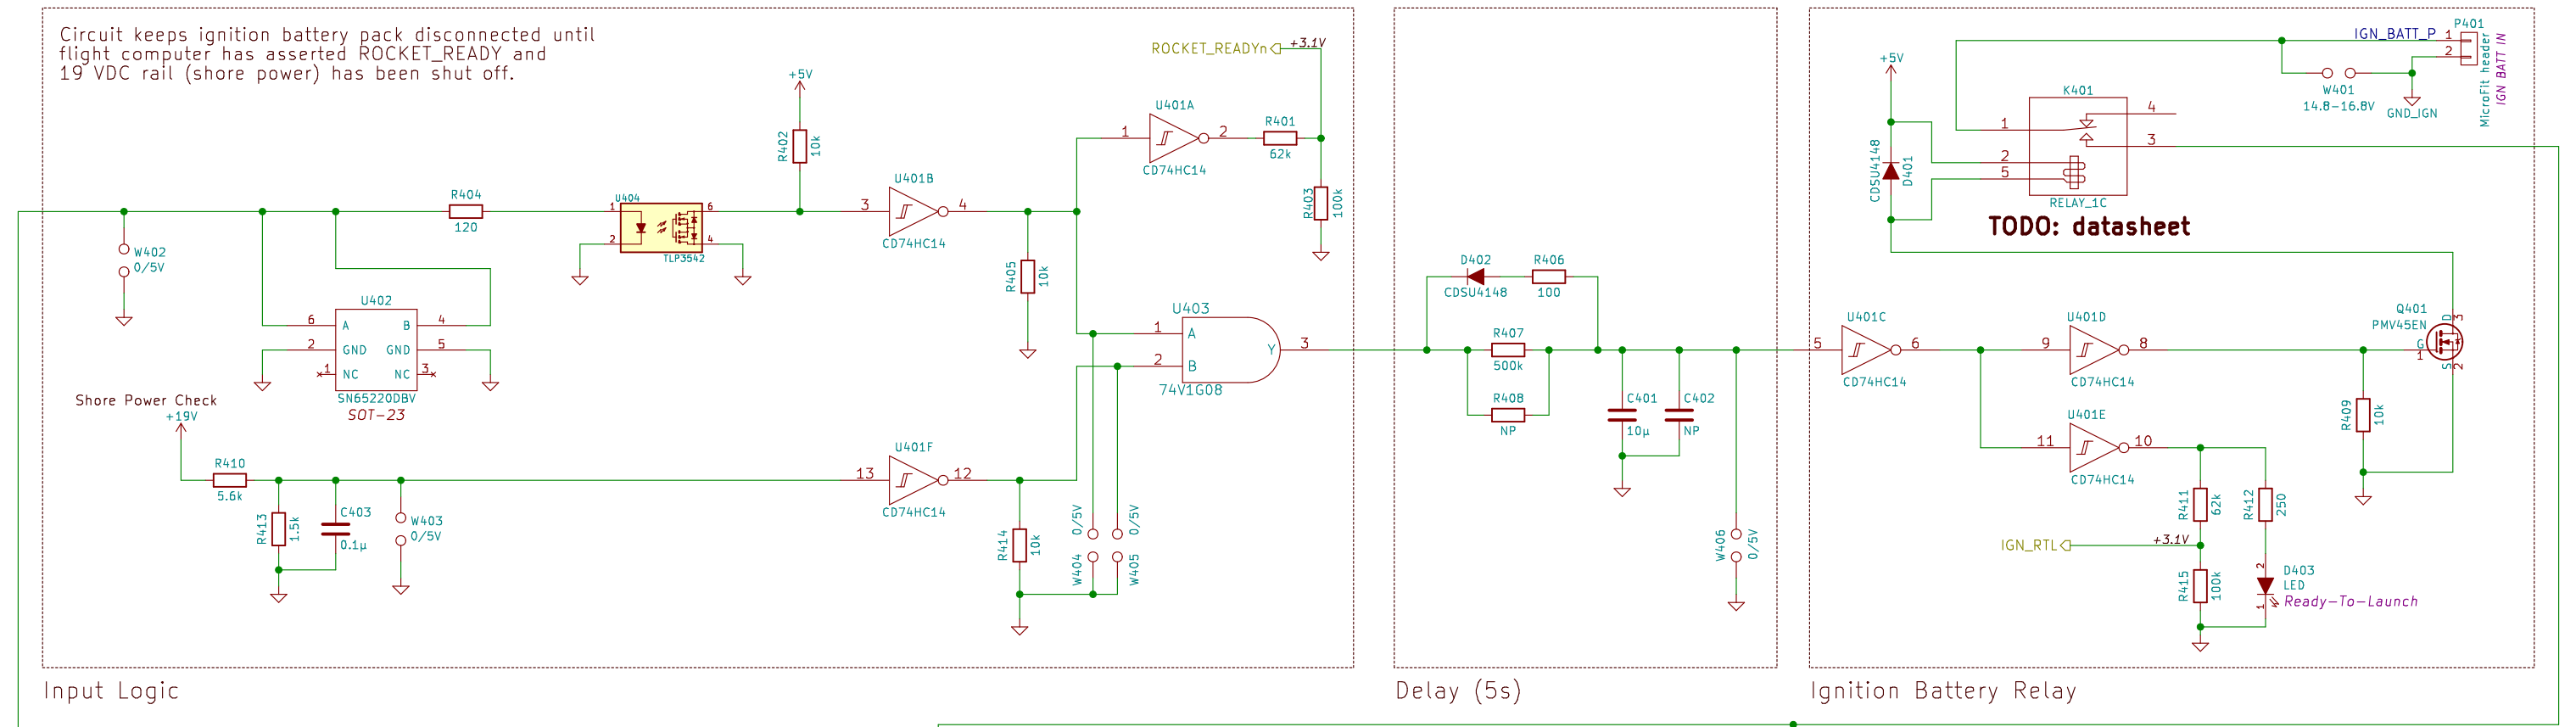 Circuit keeps ignition battery pack disconnected until
flight computer has asserted ROCKET_READY and
19 VDC rail (shore power) has been shut off.
ROCKET_READYn
+3.1V
+5V
R402
10k
U401A
1
2
CD74HC14
R401
62k
R403
100k
R404
120
U404
1
2
6
4
TLP3542
U401B
3
4
CD74HC14
R405
10k
W402
0/5V
U402
6
A
B
4
2
GND
GND
5
1
NC
NC
3
SN65220DBV
SOT-23
Shore Power Check
+19V
R410
5.6k
R413
1.5k
C403
0.1µ
W403
0/5V
U401F
13
12
CD74HC14
R414
10k
U403
1
A
2
B
Y
3
74V1G08
0/5V
0/5V
W404
W405
Input Logic
D402
CDSU4148
R406
100
R407
500k
R408
NP
C401
10µ
C402
NP
W406
0/5V
Delay (5s)
P401
IGN_BATT_P
1
2
MicroFit header
IGN BATT IN
W401
14.8-16.8V
GND_IGN
+5V
CDSU4148
D401
K401
1
2
5
4
3
RELAY_1C
TODO: datasheet
U401C
5
6
CD74HC14
U401D
9
8
CD74HC14
Q401
PMV45EN
D
3
G
1
S
2
R409
10k
U401E
11
10
CD74HC14
R411
62k
R412
250
IGN_RTL
+3.1V
R415
100k
2
1
D403
LED
Ready-To-Launch
Ignition Battery Relay